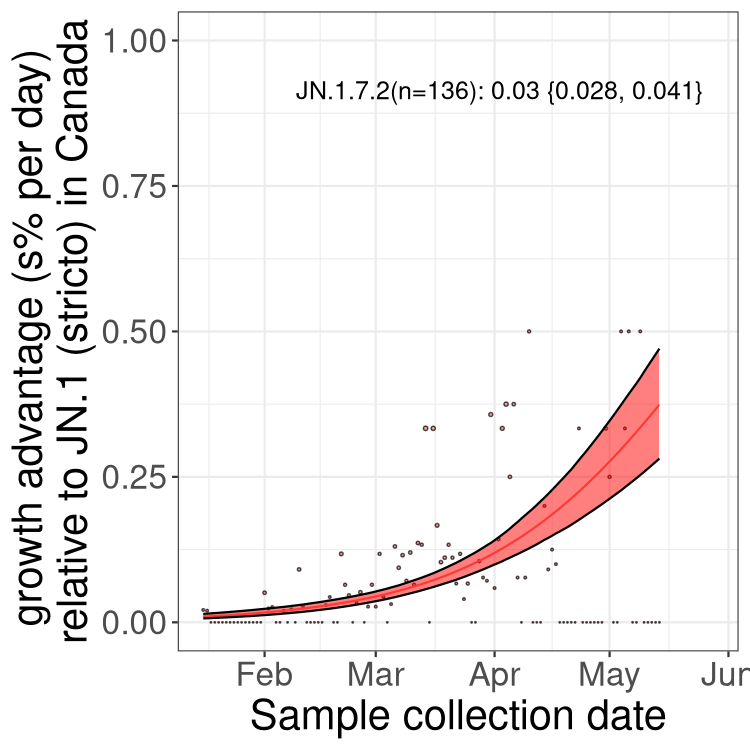 growth advantage (s% per day)
relative to JN.1 (stricto) in Canada
1.00
0.75
0.50
0.25
0.00
JN.1.7.2(n=136): 0.03 {0.028, 0.041}
Feb Mar Apr May Jun
Sample collection date